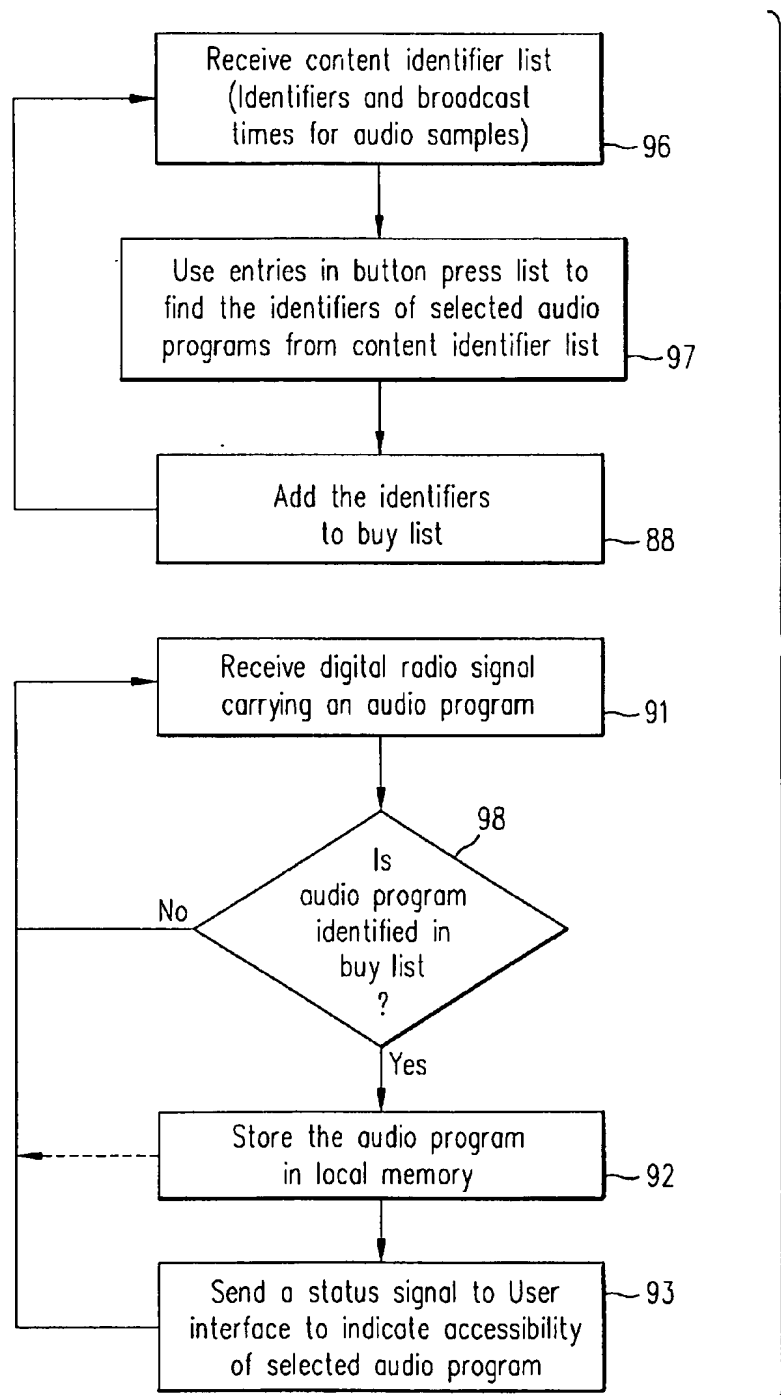 Receive content identifier list
(Identifiers and broadcast
times for audio samples)
96
Use entries in button press list to
find the identifiers of selected audio
programs from content identifier list
97
Add the identifiers
to buy list
88
Receive digital radio signal
carrying an audio program
91
98
Is
audio program
identified in
buy list
?
No
Yes
Store the audio program
in local memory
92
Send a status signal to User
interface to indicate accessibility
of selected audio program
93